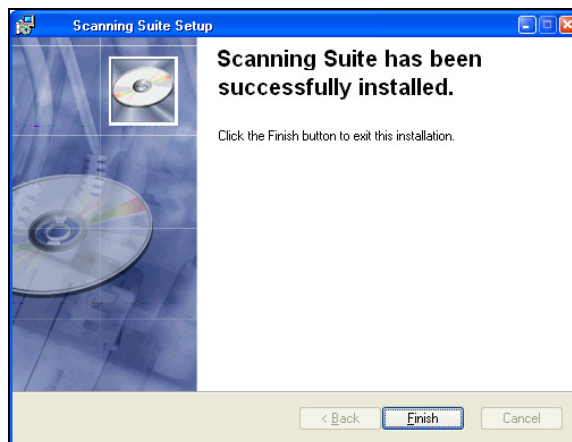 Scanning Suite Setup
Scanning Suite has been
successfully installed.
Click the Finish button to exit this installation.
< Back
Finish
Cancel